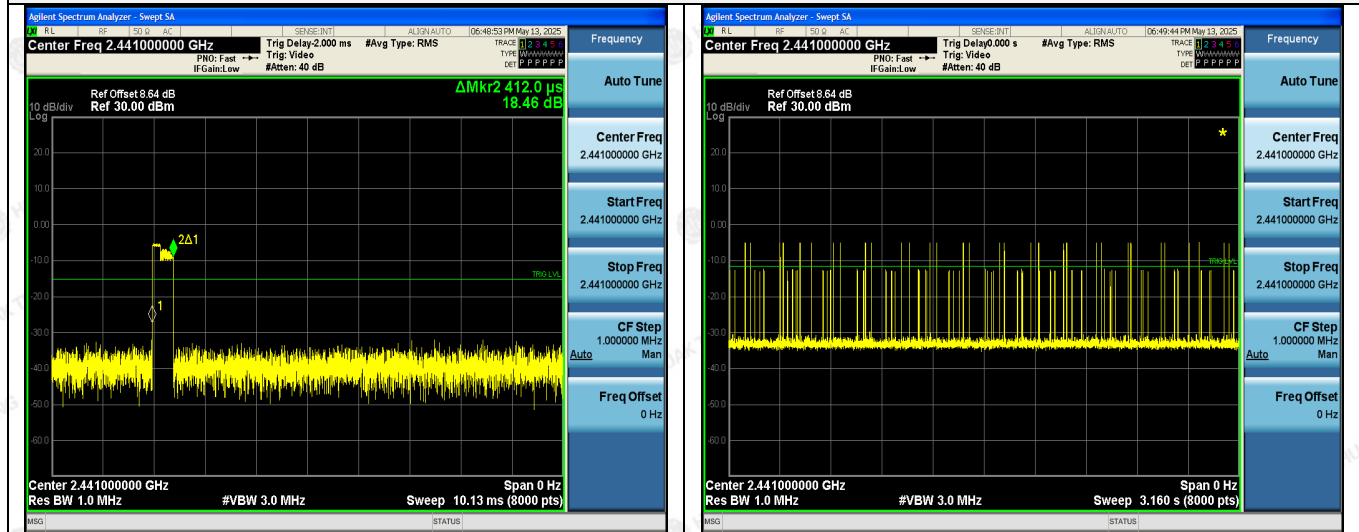 Agilent Spectrum Analyzer - Swept SA
RL RF 50 Ω AC SENSE:INT ALIGN AUTO 06:48:53 PM May 13, 2025
Center Freq 2.441000000 GHz
PNO: Fast
IFGain:Low
Trig Delay-2.000 ms
Trig: Video
#Atten: 40 dB
#Avg Type: RMS
TRACE 1 2 3 4 5 6
TYPE WWWWWW
DET P P P P P P
ΔMkr2 412.0 µs
18.46 dB
Ref Offset 8.64 dB
10 dB/div Ref 30.00 dBm
Log
20.0
10.0
0.00
-10.0
-20.0
-30.0
-40.0
-50.0
-60.0
2Δ1
1
TRIG LVL
Center 2.441000000 GHz Span 0 Hz
Res BW 1.0 MHz #VBW 3.0 MHz Sweep 10.13 ms (8000 pts)
MSG STATUS
Frequency
Auto Tune
Center Freq
2.441000000 GHz
Start Freq
2.441000000 GHz
Stop Freq
2.441000000 GHz
CF Step
1.000000 MHz
Auto Man
Freq Offset
0 Hz
Agilent Spectrum Analyzer - Swept SA
RL RF 50 Ω AC SENSE:INT ALIGN AUTO 06:49:44 PM May 13, 2025
Center Freq 2.441000000 GHz
PNO: Fast
IFGain:Low
Trig Delay0.000 s
Trig: Video
#Atten: 40 dB
#Avg Type: RMS
TRACE 1 2 3 4 5 6
TYPE WWWWWW
DET P P P P P P
Ref Offset 8.64 dB
10 dB/div Ref 30.00 dBm
Log
20.0
10.0
0.00
-10.0
-20.0
-30.0
-40.0
-50.0
-60.0
*
TRIG LVL
Center 2.441000000 GHz Span 0 Hz
Res BW 1.0 MHz #VBW 3.0 MHz Sweep 3.160 s (8000 pts)
MSG STATUS
Frequency
Auto Tune
Center Freq
2.441000000 GHz
Start Freq
2.441000000 GHz
Stop Freq
2.441000000 GHz
CF Step
1.000000 MHz
Auto Man
Freq Offset
0 Hz